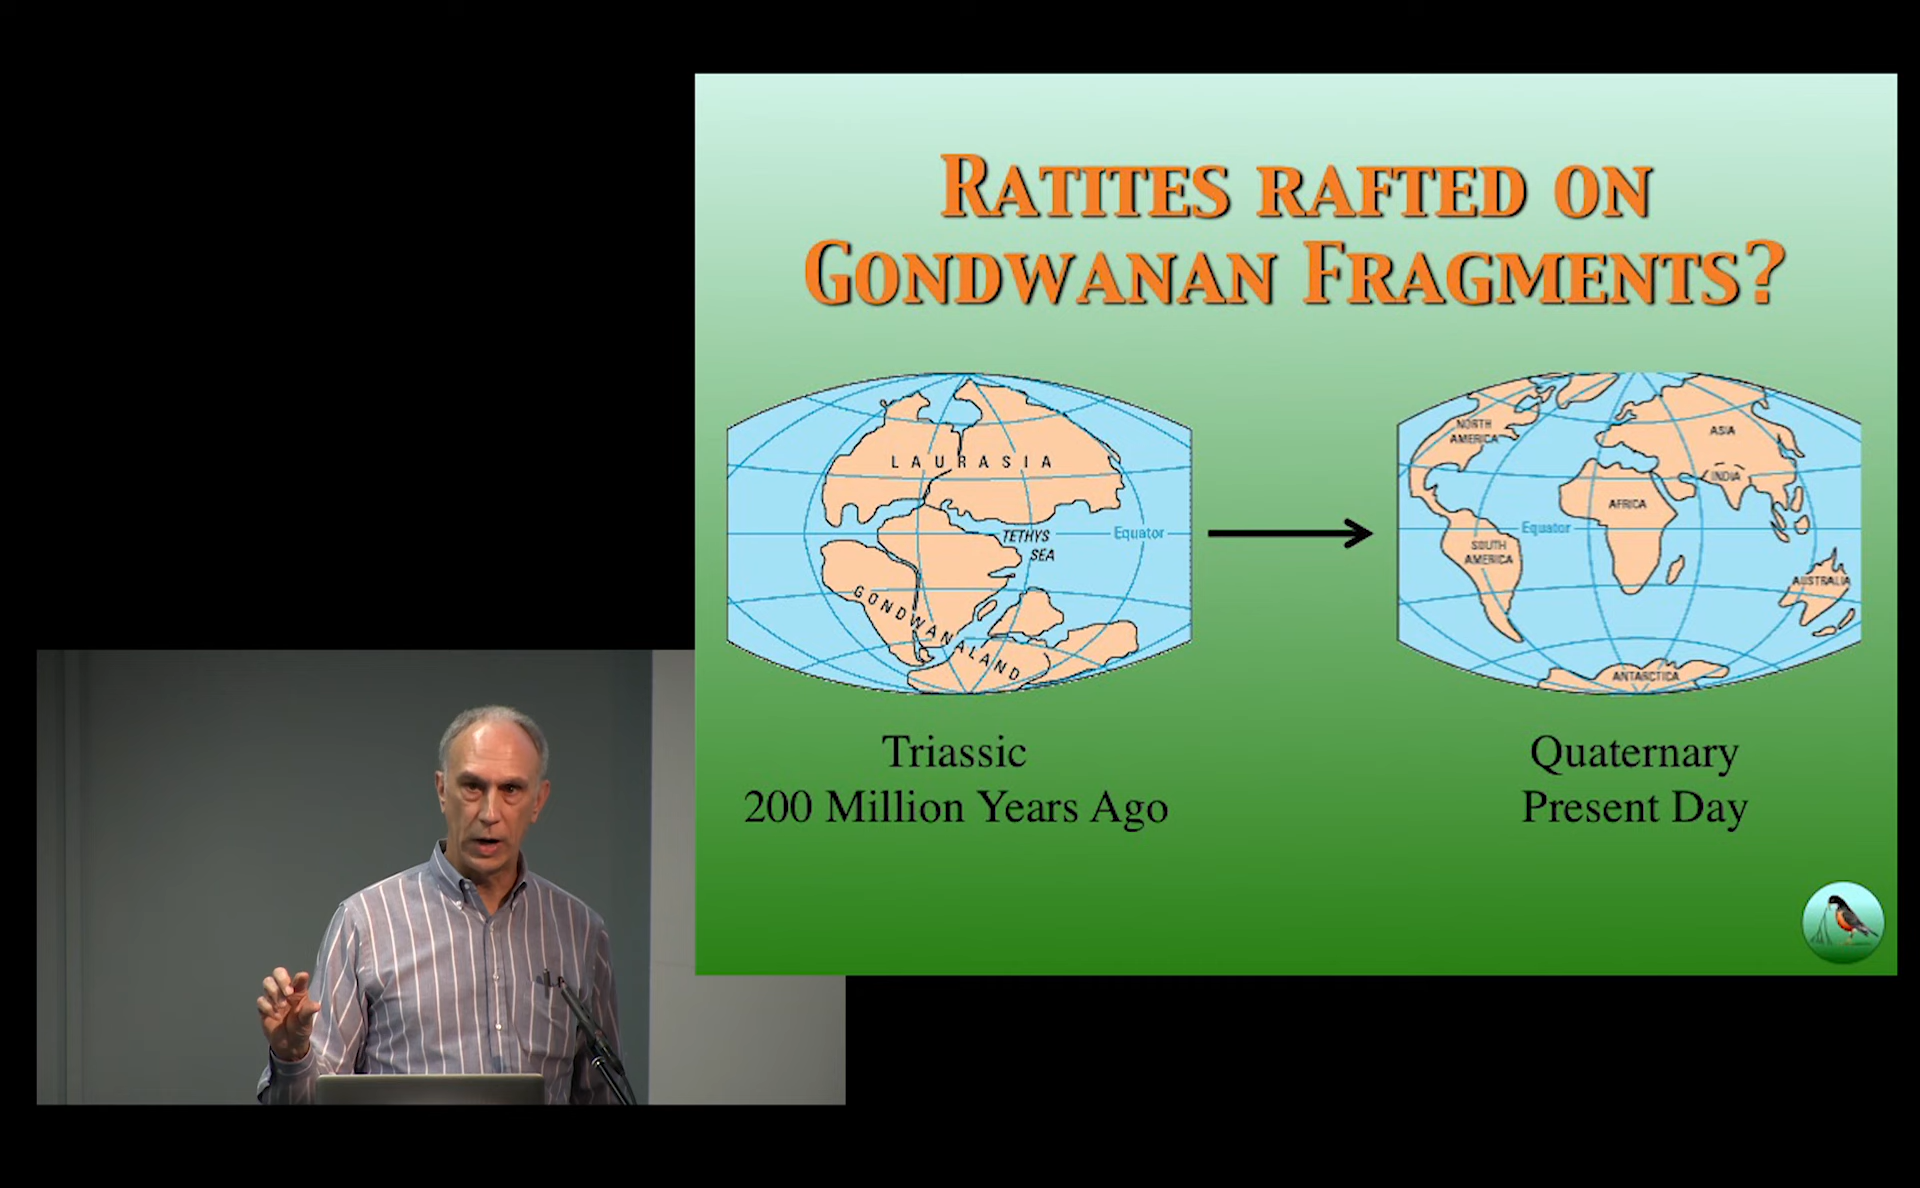 RATITES RAFTED ON
GONDWANAN FRAGMENTS?
LAURASIA
TETHYS
SEA
Equator
GONDWANALAND
NORTH
AMERICA
ASIA
INDIA
AFRICA
Equator
SOUTH
AMERICA
AUSTRALIA
ANTARCTICA
Triassic
200 Million Years Ago
Quaternary
Present Day